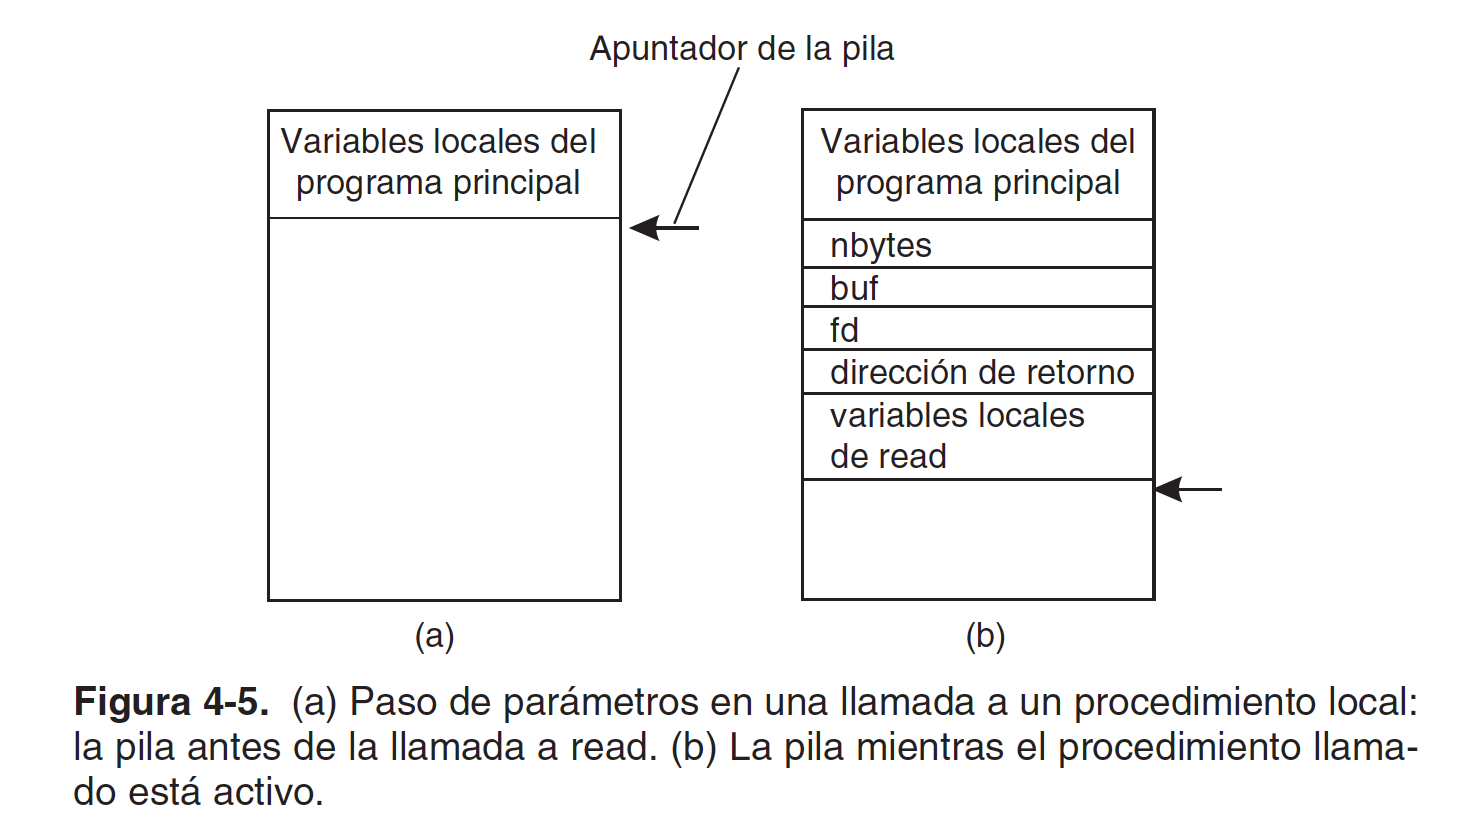 Apuntador de la pila
Variables locales del
programa principal
(a)
Variables locales del
programa principal
nbytes
buf
fd
dirección de retorno
variables locales
de read
(b)
Figura 4-5. (a) Paso de parámetros en una llamada a un procedimiento local:
la pila antes de la llamada a read. (b) La pila mientras el procedimiento llama-
do está activo.